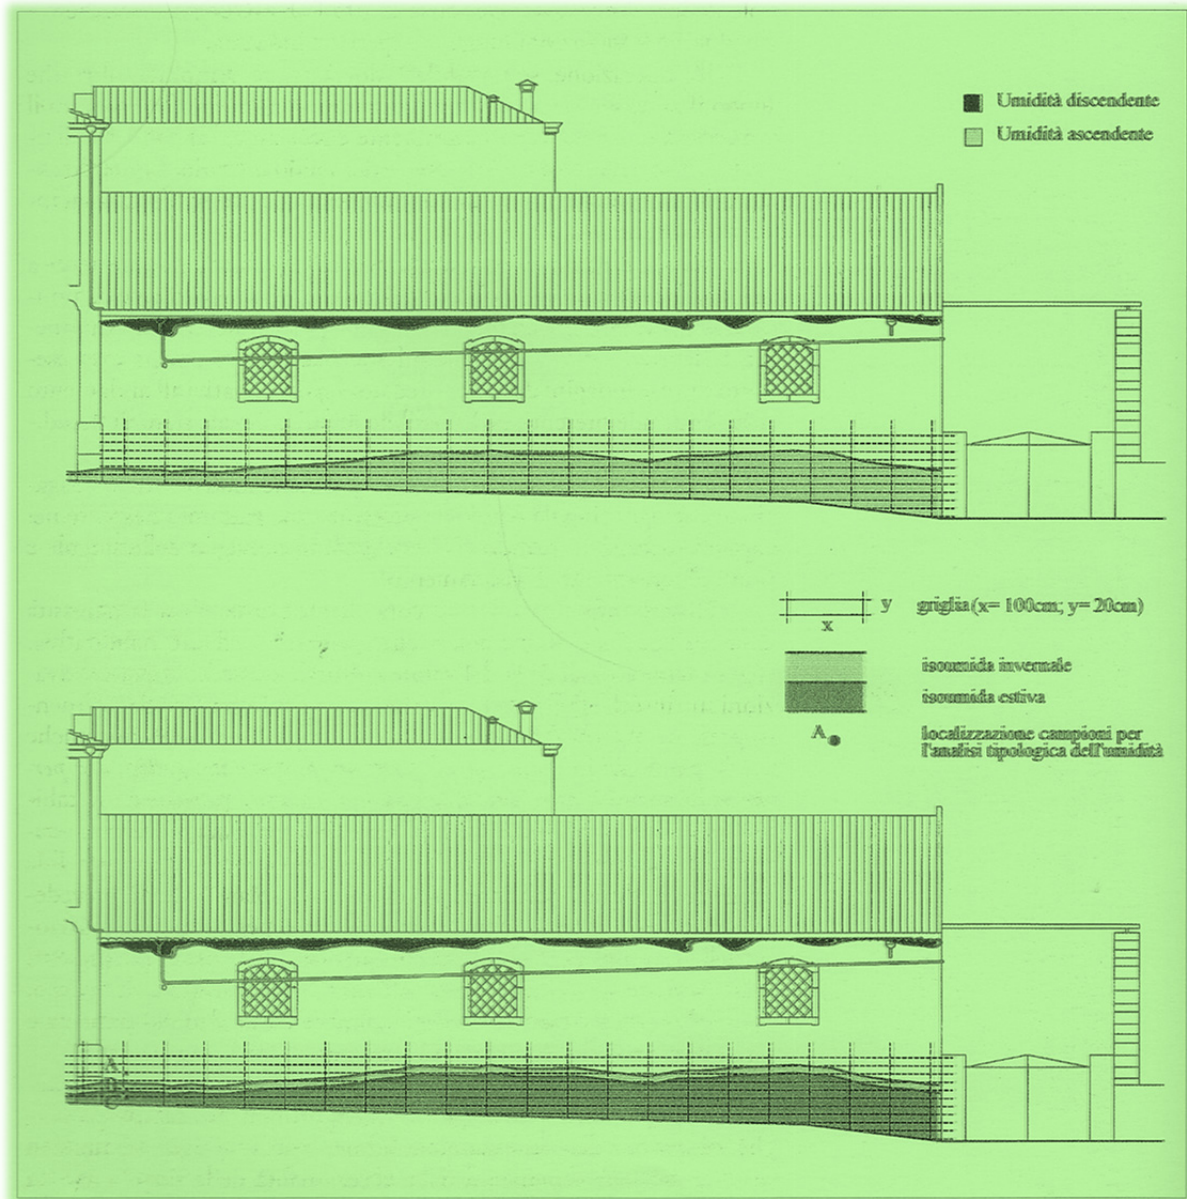 Umidità discendente
Umidità ascendente
y griglia (x= 100cm; y= 20cm)
x
isoumida invernale
isoumida estiva
A localizzazione campioni per
l'analisi tipologica dell'umidità
A
B
C